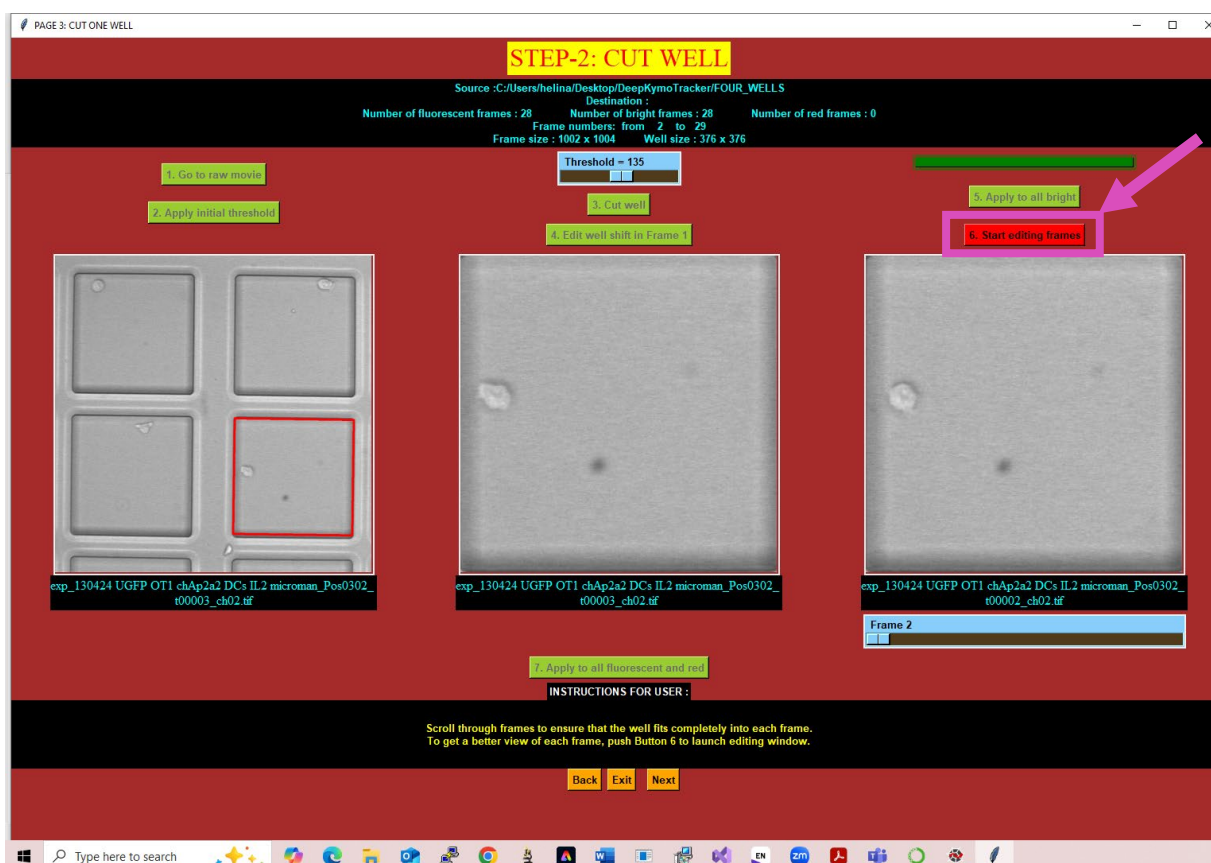 PAGE 3: CUT ONE WELL
STEP-2: CUT WELL
Source :C:/Users/helina/Desktop/DeepKymoTracker/FOUR_WELLS
Destination :
Number of fluorescent frames : 28 Number of bright frames : 28 Number of red frames : 0
Frame numbers: from 2 to 29
Frame size : 1002 x 1004 Well size : 376 x 376
1. Go to raw movie
2. Apply initial threshold
Threshold = 135
3. Cut well
4. Edit well shift in Frame 1
5. Apply to all bright
6. Start editing frames
exp_130424 UGFP OT1 chAp2a2 DCs IL2 microman_Pos0302_
t00003_ch02.tif
exp_130424 UGFP OT1 chAp2a2 DCs IL2 microman_Pos0302_
t00003_ch02.tif
exp_130424 UGFP OT1 chAp2a2 DCs IL2 microman_Pos0302_
t00002_ch02.tif
Frame 2
7. Apply to all fluorescent and red
INSTRUCTIONS FOR USER :
Scroll through frames to ensure that the well fits completely into each frame.
To get a better view of each frame, push Button 6 to launch editing window.
Back Exit Next
Type here to search
EN
zm